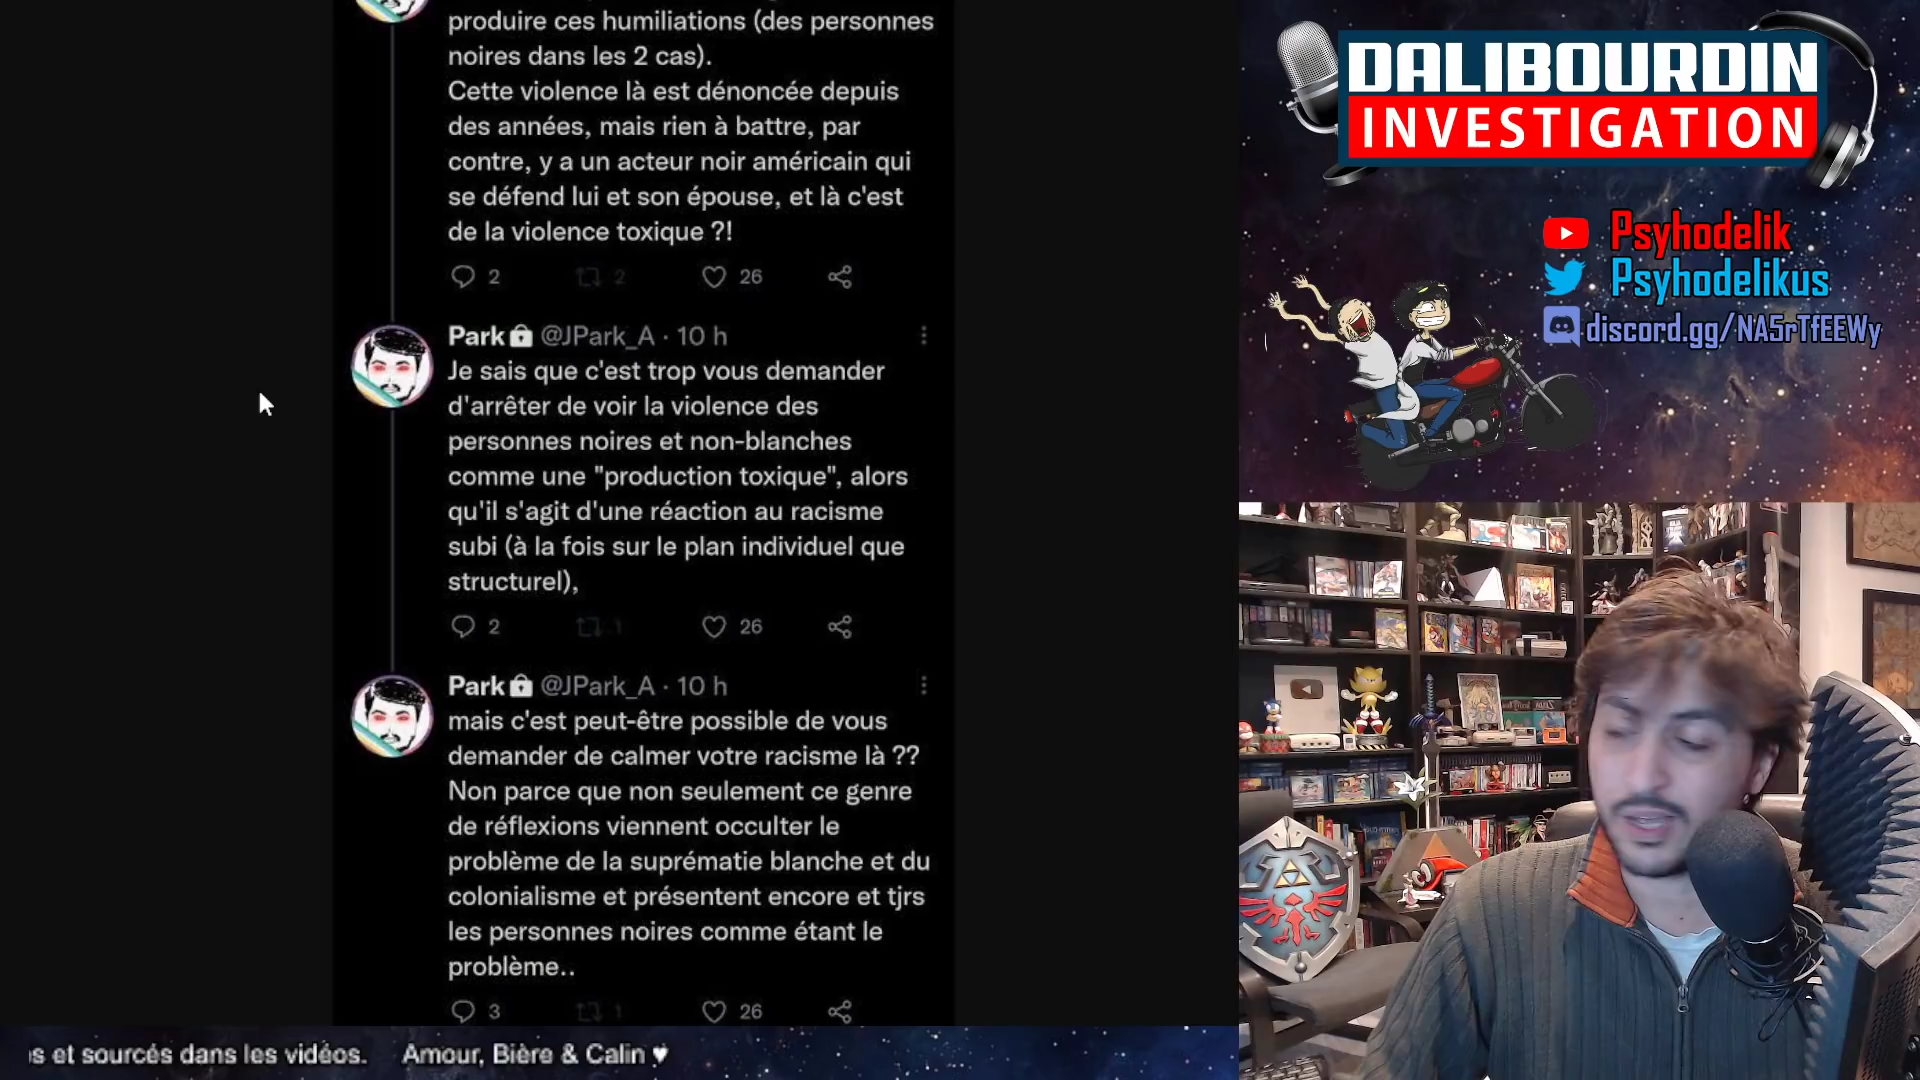 produire ces humiliations (des personnes
noires dans les 2 cas).
Cette violence là est dénoncée depuis
des années, mais rien à battre, par
contre, y a un acteur noir américain qui
se défend lui et son épouse, et là c'est
de la violence toxique ?!
2 2 26
Park @JPark_A · 10 h
Je sais que c'est trop vous demander
d'arrêter de voir la violence des
personnes noires et non-blanches
comme une "production toxique", alors
qu'il s'agit d'une réaction au racisme
subi (à la fois sur le plan individuel que
structurel),
2 1 26
Park @JPark_A · 10 h
mais c'est peut-être possible de vous
demander de calmer votre racisme là ??
Non parce que non seulement ce genre
de réflexions viennent occulter le
problème de la suprématie blanche et du
colonialisme et présentent encore et tjrs
les personnes noires comme étant le
problème..
3 1 26
s et sourcés dans les vidéos. Amour, Bière & Calin ♥
DALIBOURDIN
INVESTIGATION
Psyhodelik
Psyhodelikus
discord.gg/NA5rTfEEWy